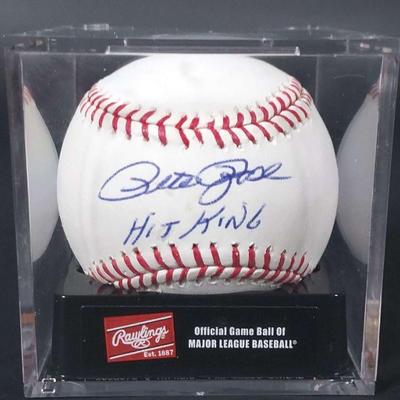 Pete Rose
HIT KING
Rawlings
Est. 1887
Official Game Ball Of
MAJOR LEAGUE BASEBALL®